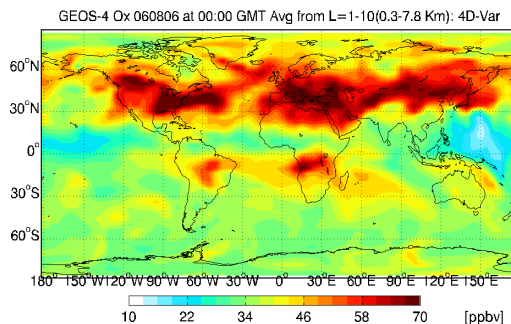 GEOS-4 Ox 060806 at 00:00 GMT Avg from L=1-10(0.3-7.8 Km): 4D-Var
60°N
30°N
0°
30°S
60°S
180 150°W 120°W 90°W 60°W 30°W 0° 30°E 60°E 90°E 120°E 150°E
10 22 34 46 58 70 [ppbv]